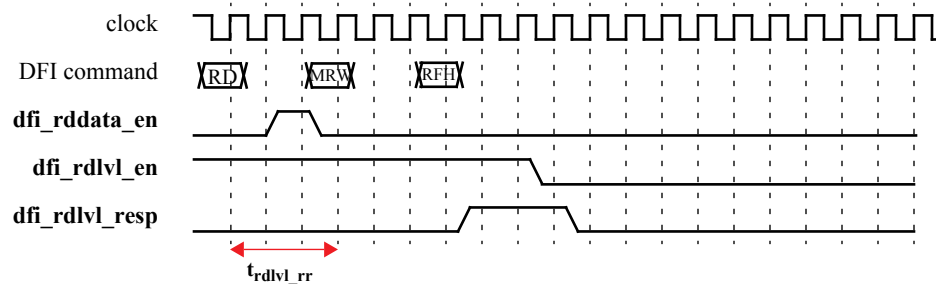 clock
DFI command RD MRW RFH
dfi_rddata_en
dfi_rdlvl_en
dfi_rdlvl_resp
trdlvl_rr